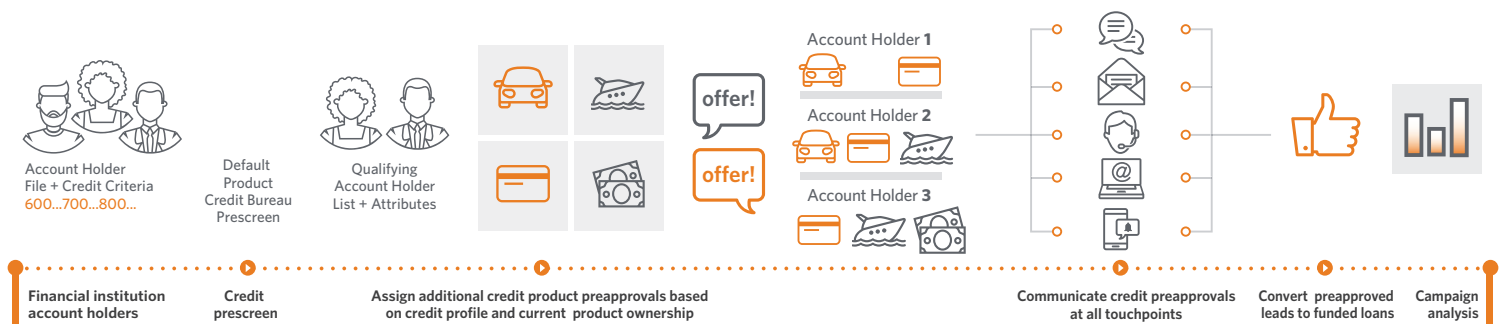 Account Holder
File + Credit Criteria
600...700...800...
Default
Product
Credit Bureau
Prescreen
Qualifying
Account Holder
List + Attributes
offer!
offer!
Account Holder 1
Account Holder 2
Account Holder 3
@
Financial institution
account holders
Credit
prescreen
Assign additional credit product preapprovals based
on credit profile and current product ownership
Communicate credit preapprovals
at all touchpoints
Convert preapproved
leads to funded loans
Campaign
analysis